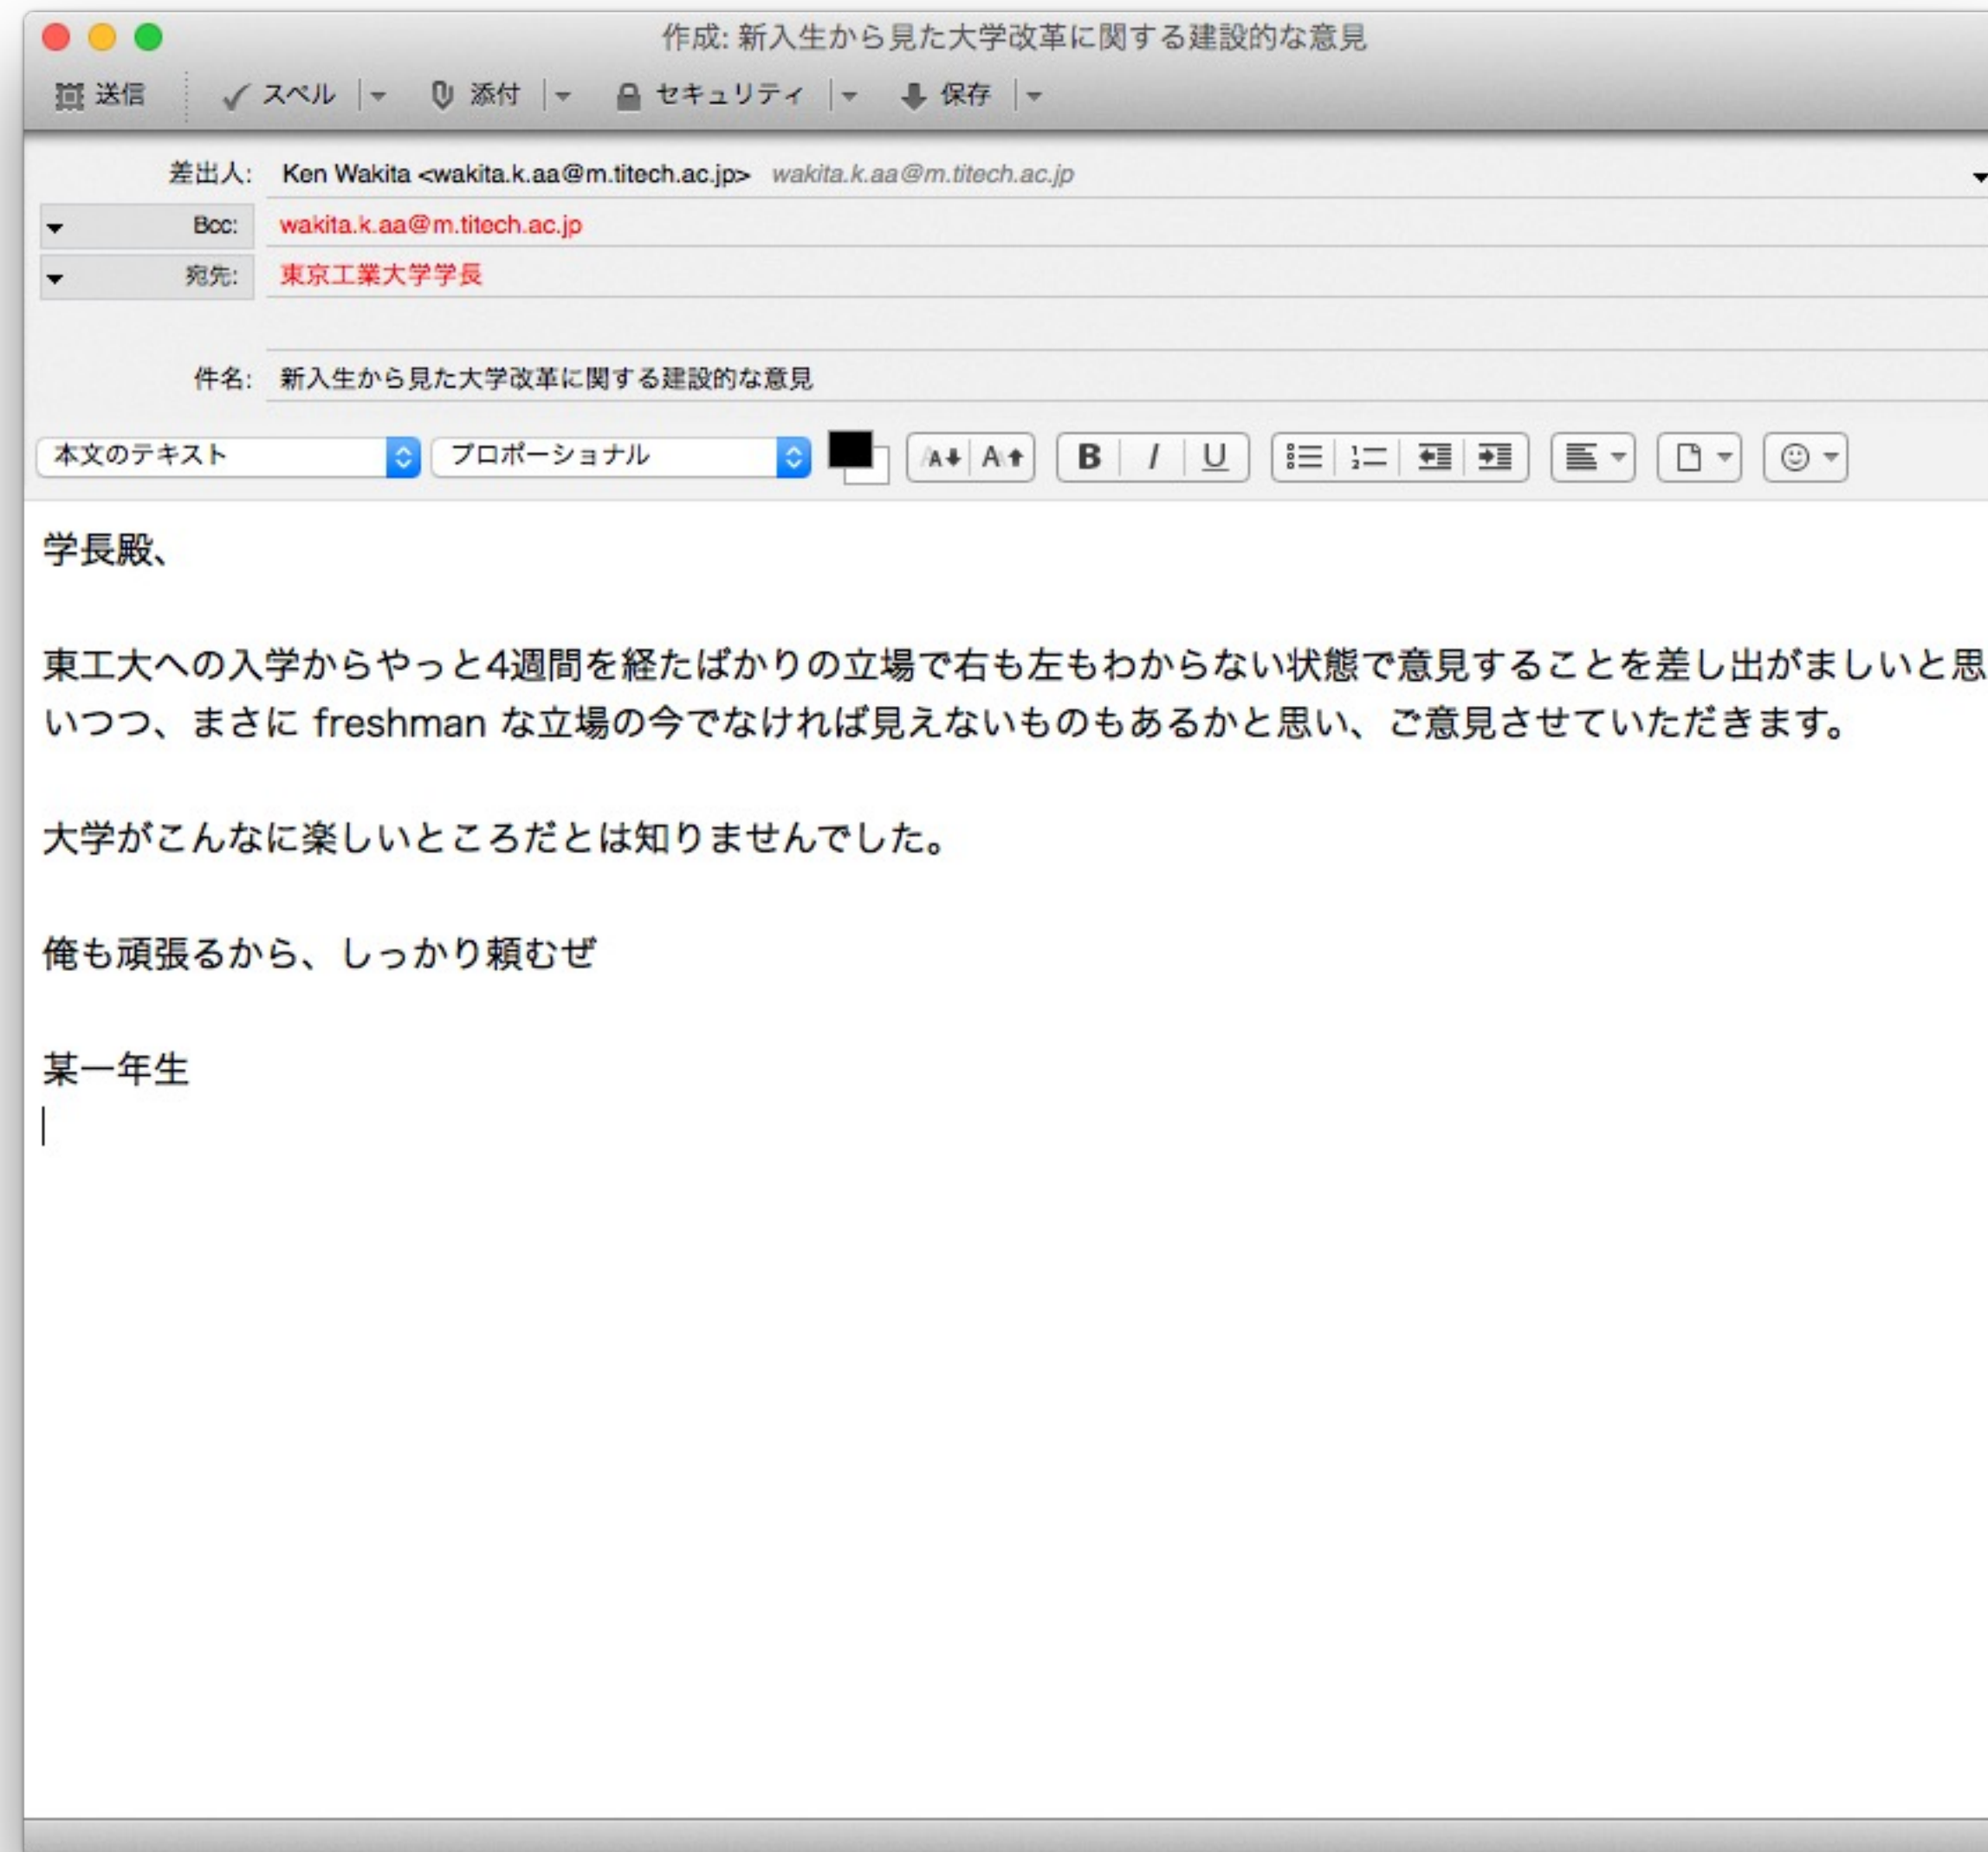 作成: 新入生から見た大学改革に関する建設的な意見
送信 スペル 添付 セキュリティ 保存
差出人: Ken Wakita <wakita.k.aa@m.titech.ac.jp> wakita.k.aa@m.titech.ac.jp
Bcc: wakita.k.aa@m.titech.ac.jp
宛先: 東京工業大学学長
件名: 新入生から見た大学改革に関する建設的な意見
本文のテキスト プロポーショナル A A B I U
学長殿、
東工大への入学からやっと4週間を経たばかりの立場で右も左もわからない状態で意見することを差し出がましいと思
いつつ、まさに freshman な立場の今でなければ見えないものもあるかと思い、ご意見させていただきます。
大学がこんなに楽しいところだとは知りませんでした。
俺も頑張るから、しっかり頼むぜ
某一年生